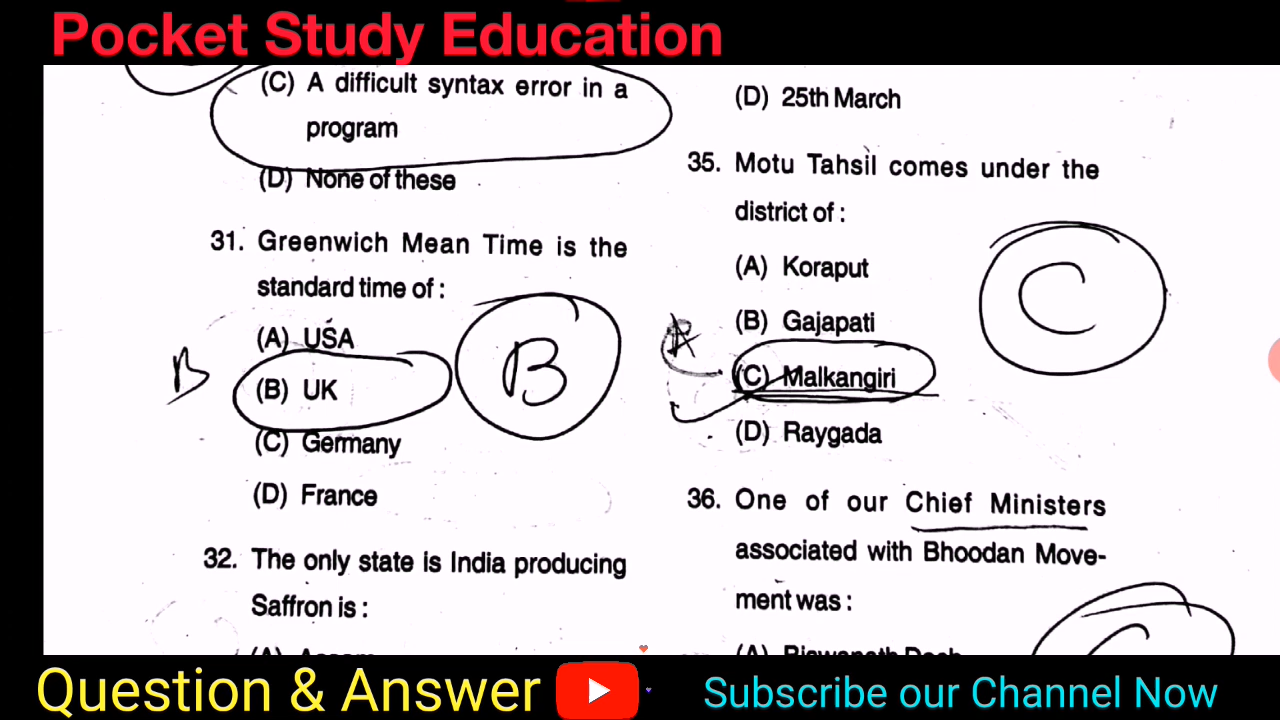 Pocket Study Education
(C) A difficult syntax error in a
program
(D) None of these
31. Greenwich Mean Time is the
standard time of :
(A) USA
(B) UK
(C) Germany
(D) France
B
B
32. The only state is India producing
Saffron is :
(D) 25th March
35. Motu Tahsil comes under the
district of :
(A) Koraput
(B) Gajapati
(C) Malkangiri
(D) Raygada
C
36. One of our Chief Ministers
associated with Bhoodan Move-
ment was :
Question & Answer
Subscribe our Channel Now